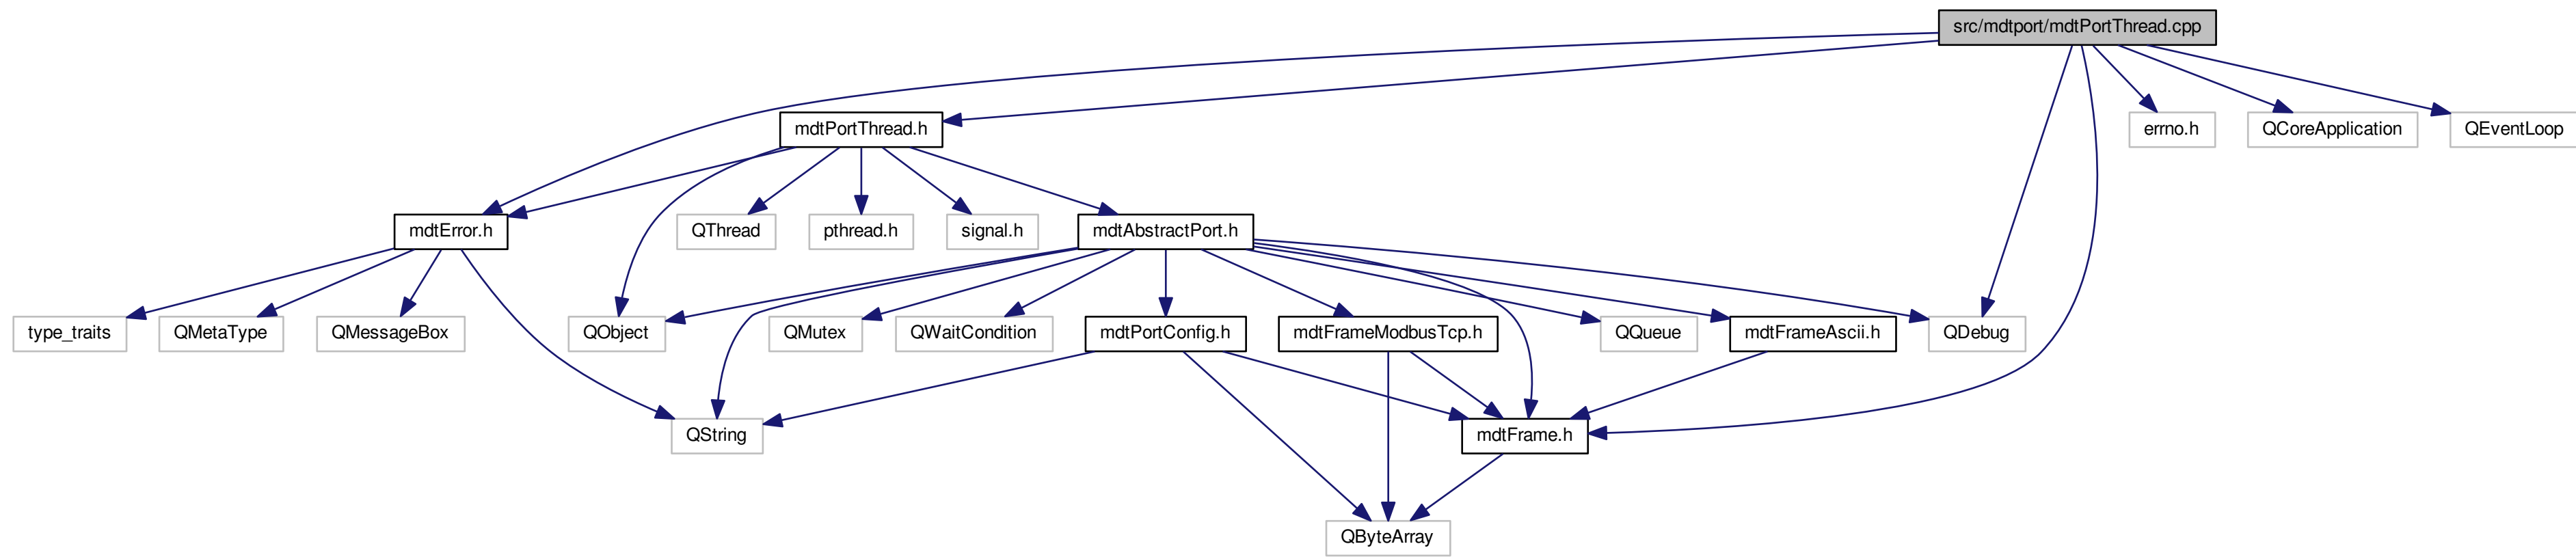 src/mdtport/mdtPortThread.cpp
mdtPortThread.h
errno.h
QCoreApplication
QEventLoop
mdtError.h
QThread
pthread.h
signal.h
mdtAbstractPort.h
type_traits
QMetaType
QMessageBox
QObject
QMutex
QWaitCondition
mdtPortConfig.h
mdtFrameModbusTcp.h
QQueue
mdtFrameAscii.h
QDebug
QString
mdtFrame.h
QByteArray